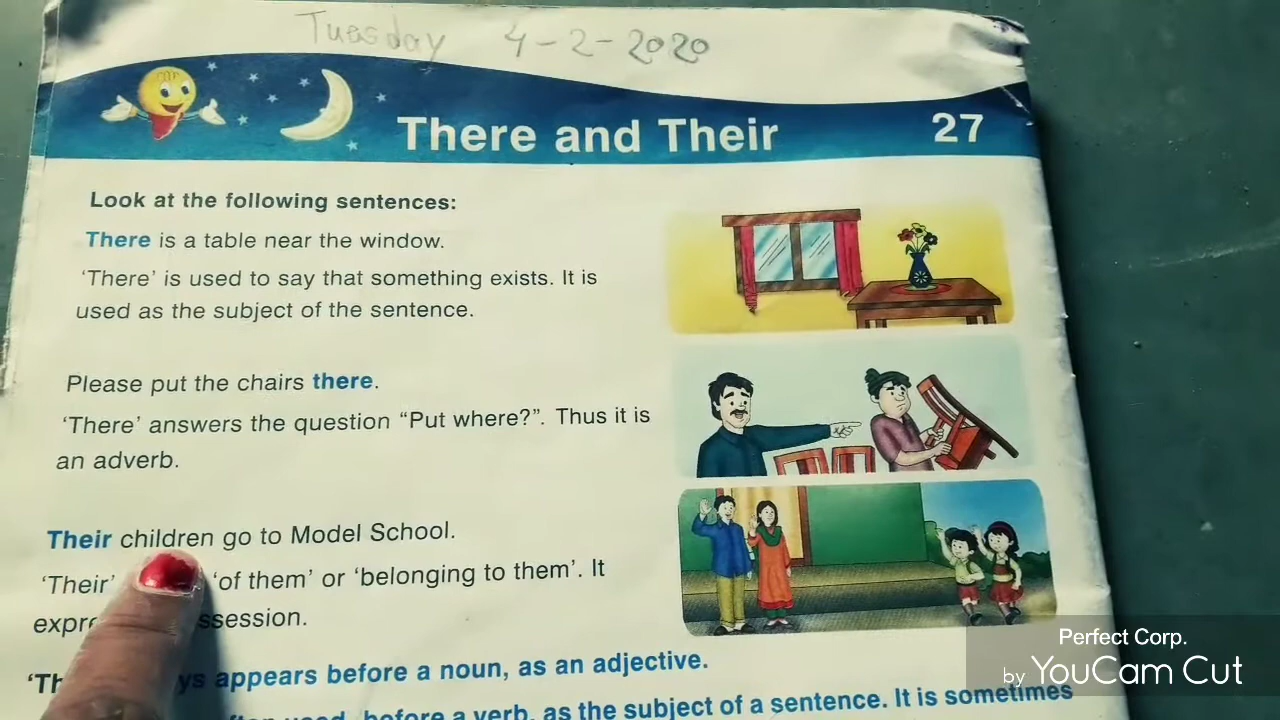 Tuesday 4-2-2020
There and Their 27
Look at the following sentences:
There is a table near the window.
'There' is used to say that something exists. It is
used as the subject of the sentence.
Please put the chairs there.
'There' answers the question “Put where?”. Thus it is
an adverb.
Their children go to Model School.
'Their' 'of them' or 'belonging to them'. It
appears before a noun, as an adjective.
used, before a verb, as the subject of a sentence. It is sometimes
Perfect Corp.
by YouCam Cut